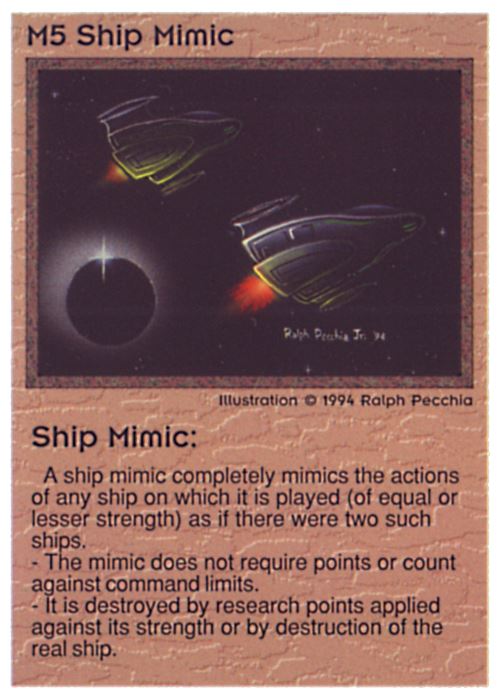 M5 Ship Mimic
Ralph Pecchia Jr. '94
Illustration © 1994 Ralph Pecchia
Ship Mimic:
A ship mimic completely mimics the actions
of any ship on which it is played (of equal or
lesser strength) as if there were two such
ships.
- The mimic does not require points or count
against command limits.
- It is destroyed by research points applied
against its strength or by destruction of the
real ship.